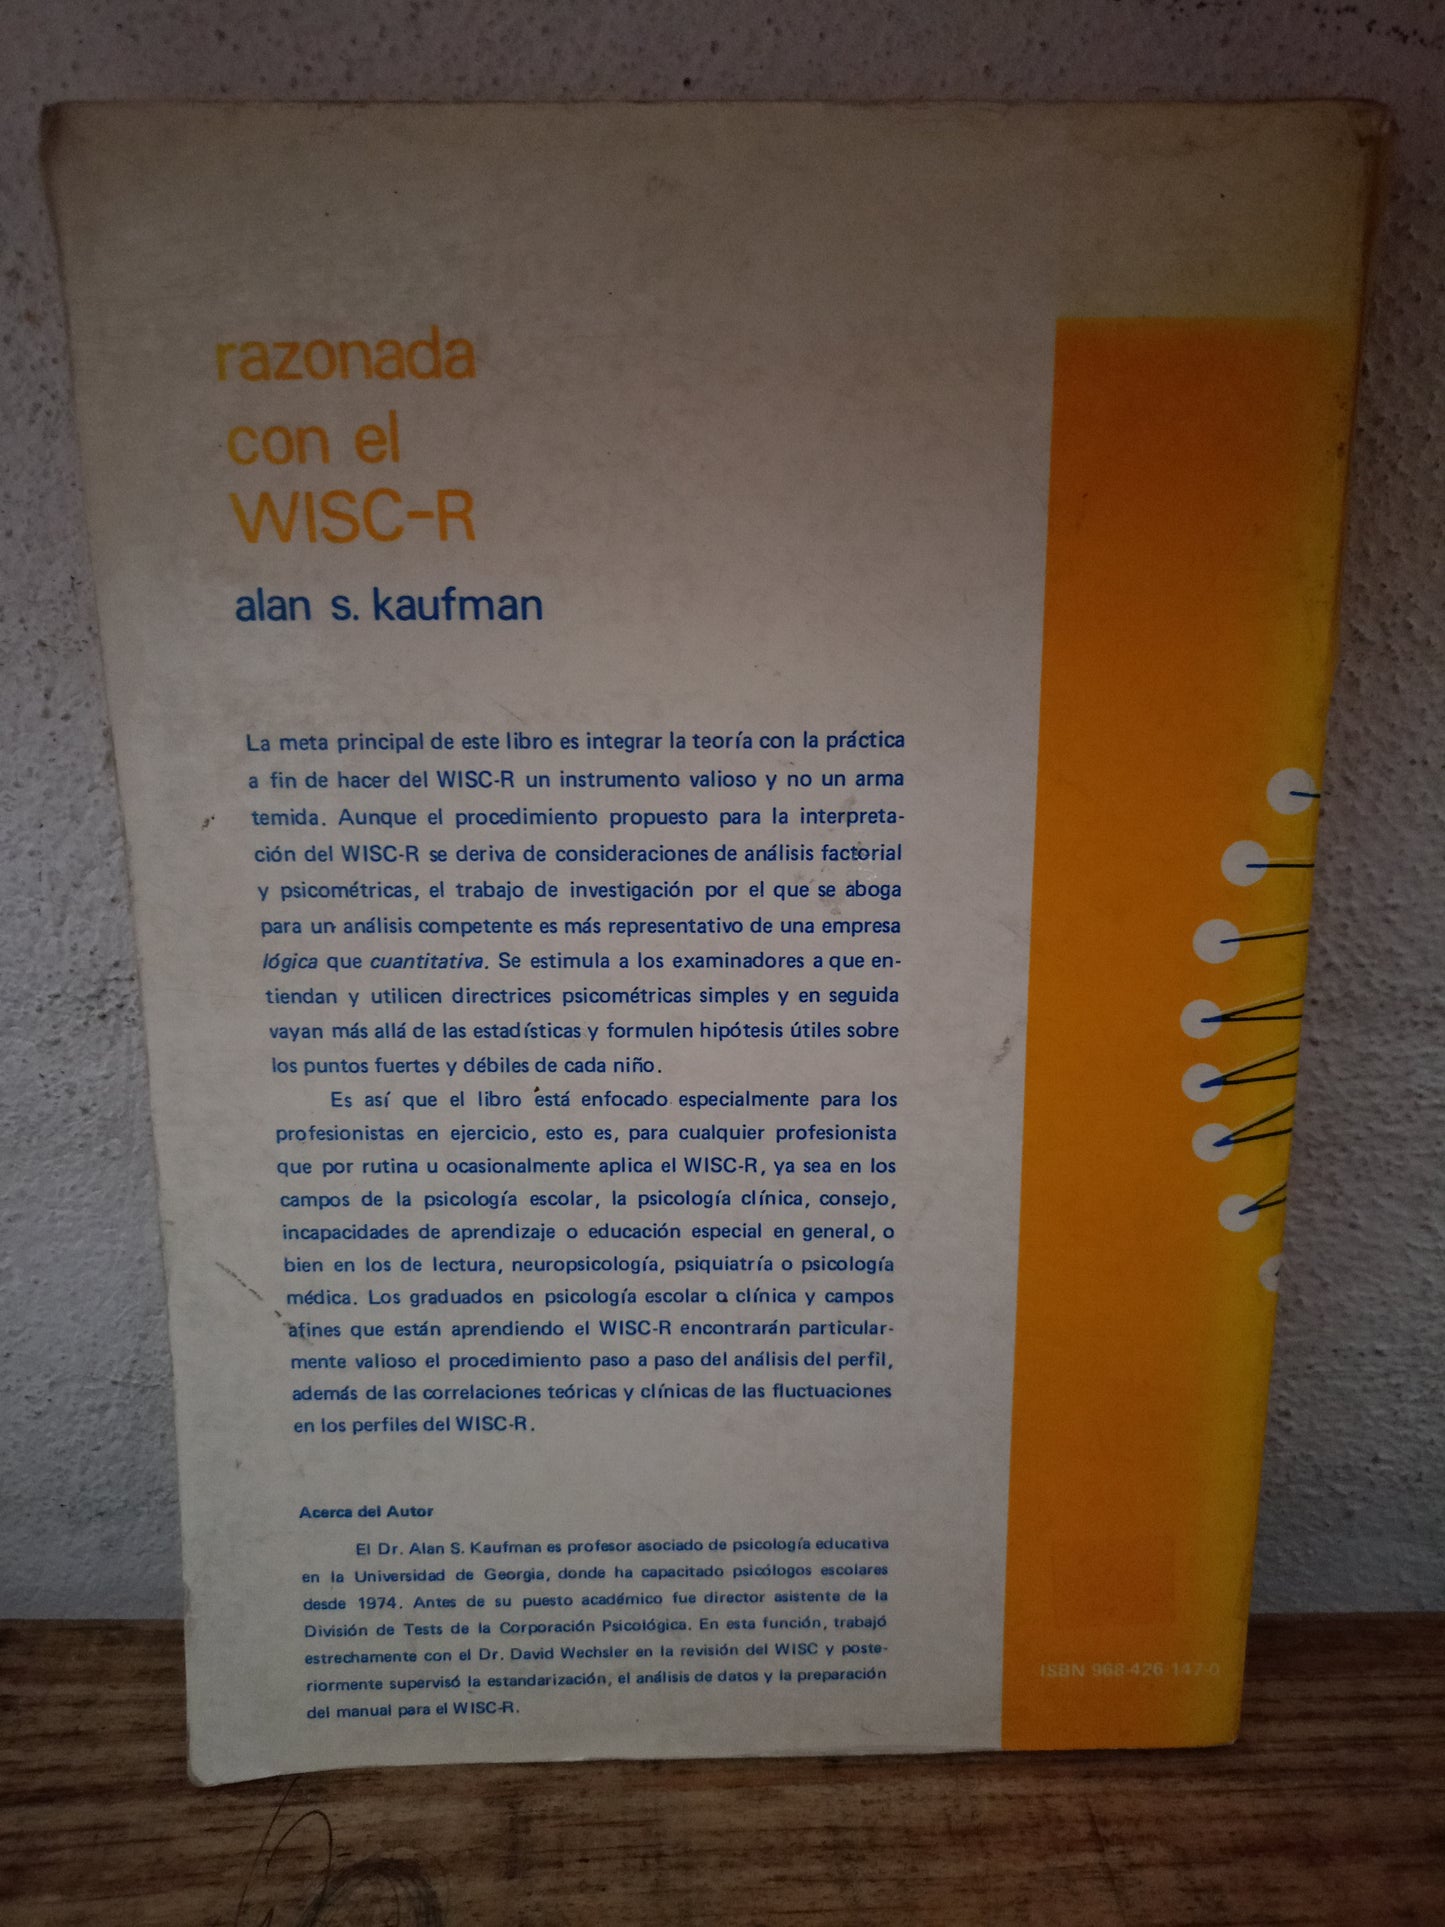 razonada
con el
WISC-R
alan s. kaufman
La meta principal de este libro es integrar la teoría con la práctica
a fin de hacer del WISC-R un instrumento valioso y no un arma
temida. Aunque el procedimiento propuesto para la interpreta-
ción del WISC-R se deriva de consideraciones de análisis factorial
y psicométricas, el trabajo de investigación por el que se aboga
para un análisis competente es más representativo de una empresa
lógica que cuantitativa. Se estimula a los examinadores a que en-
tiendan y utilicen directrices psicométricas simples y en seguida
vayan más allá de las estadísticas y formulen hipótesis útiles sobre
los puntos fuertes y débiles de cada niño.
Es así que el libro está enfocado especialmente para los
profesionistas en ejercicio, esto es, para cualquier profesionista
que por rutina u ocasionalmente aplica el WISC-R, ya sea en los
campos de la psicología escolar, la psicología clínica, consejo,
incapacidades de aprendizaje o educación especial en general, o
bien en los de lectura, neuropsicología, psiquiatría o psicología
médica. Los graduados en psicología escolar o clínica y campos
afines que están aprendiendo el WISC-R encontrarán particular-
mente valioso el procedimiento paso a paso del análisis del perfil,
además de las correlaciones teóricas y clínicas de las fluctuaciones
en los perfiles del WISC-R.
Acerca del Autor
El Dr. Alan S. Kaufman es profesor asociado de psicología educativa
en la Universidad de Georgia, donde ha capacitado psicólogos escolares
desde 1974. Antes de su puesto académico fue director asistente de la
División de Tests de la Corporación Psicológica. En esta función, trabajó
estrechamente con el Dr. David Wechsler en la revisión del WISC y poste-
riormente supervisó la estandarización, el análisis de datos y la preparación
del manual para el WISC-R.
ISBN 968-426-147-0